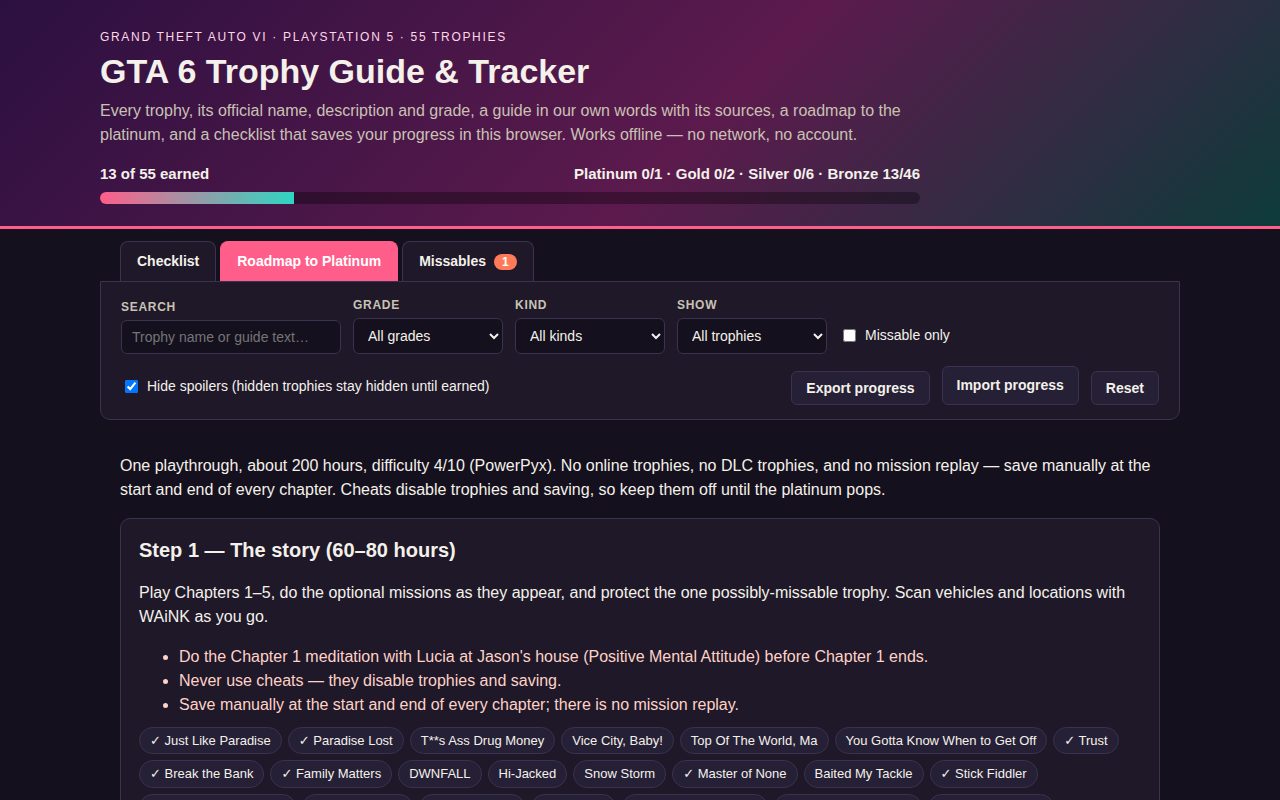 GRAND THEFT AUTO VI · PLAYSTATION 5 · 55 TROPHIES
GTA 6 Trophy Guide & Tracker
Every trophy, its official name, description and grade, a guide in our own words with its sources, a roadmap to the
platinum, and a checklist that saves your progress in this browser. Works offline — no network, no account.
13 of 55 earned Platinum 0/1 · Gold 0/2 · Silver 0/6 · Bronze 13/46
Checklist Roadmap to Platinum Missables 1
SEARCH GRADE KIND SHOW
Trophy name or guide text… All grades All kinds All trophies Missable only
Hide spoilers (hidden trophies stay hidden until earned) Export progress Import progress Reset
One playthrough, about 200 hours, difficulty 4/10 (PowerPyx). No online trophies, no DLC trophies, and no mission replay — save manually at the
start and end of every chapter. Cheats disable trophies and saving, so keep them off until the platinum pops.
Step 1 — The story (60–80 hours)
Play Chapters 1–5, do the optional missions as they appear, and protect the one possibly-missable trophy. Scan vehicles and locations with
WAiNK as you go.
• Do the Chapter 1 meditation with Lucia at Jason's house (Positive Mental Attitude) before Chapter 1 ends.
• Never use cheats — they disable trophies and saving.
• Save manually at the start and end of every chapter; there is no mission replay.
✓ Just Like Paradise ✓ Paradise Lost T**s Ass Drug Money Vice City, Baby! Top Of The World, Ma You Gotta Know When to Get Off ✓ Trust
✓ Break the Bank ✓ Family Matters DWNFALL Hi-Jacked Snow Storm ✓ Master of None Baited My Tackle ✓ Stick Fiddler